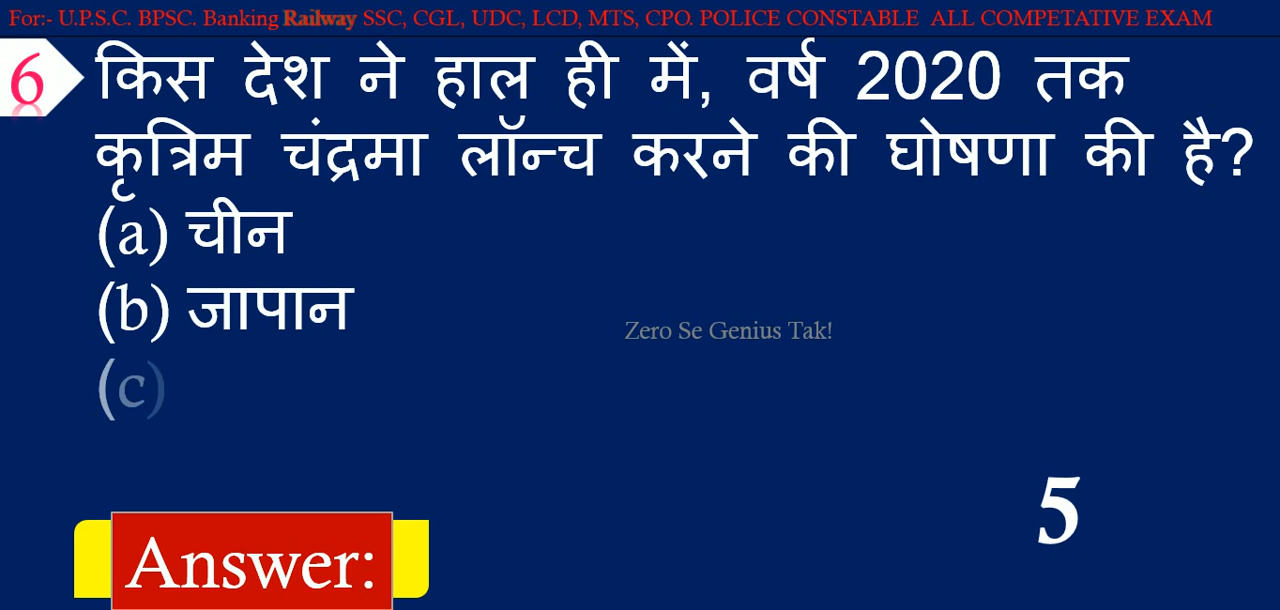 For:- U.P.S.C. BPSC. Banking Railway SSC, CGL, UDC, LCD, MTS, CPO. POLICE CONSTABLE ALL COMPETATIVE EXAM
6 किस देश ने हाल ही में, वर्ष 2020 तक
कृत्रिम चंद्रमा लॉन्च करने की घोषणा की है?
(a) चीन
(b) जापान
Zero Se Genius Tak!
(c)
5
Answer: